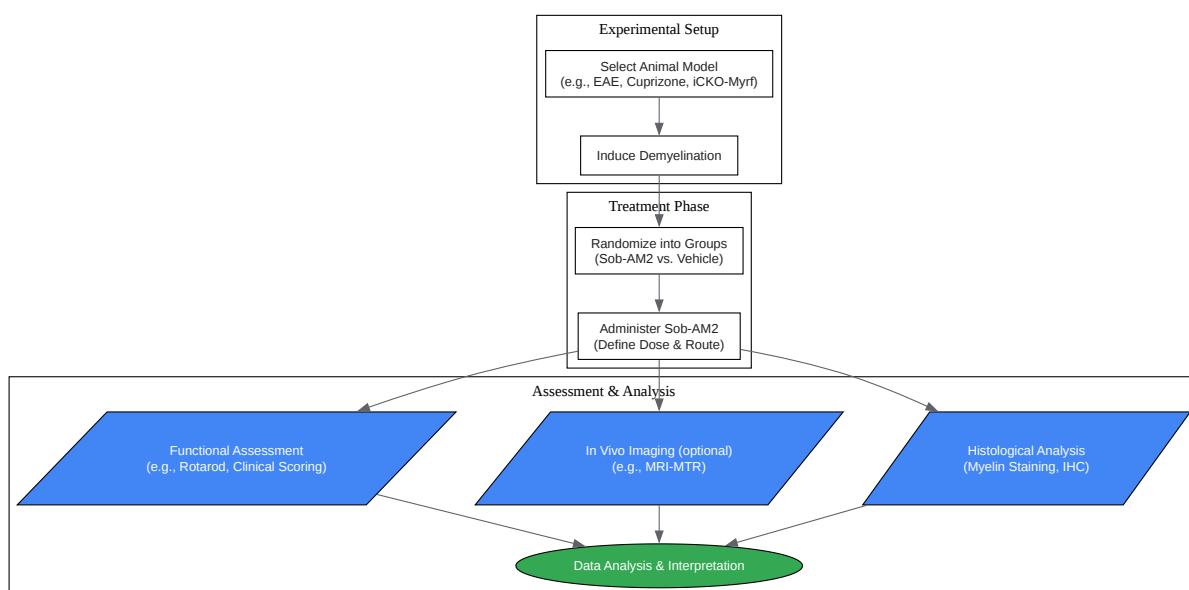 Experimental Setup
Select Animal Model
(e.g., EAE, Cuprizone, iCKO-Myrf)
Induce Demyelination
Treatment Phase
Randomize into Groups
(Sob-AM2 vs. Vehicle)
Administer Sob-AM2
(Define Dose & Route)
Assessment & Analysis
Functional Assessment
(e.g., Rotarod, Clinical Scoring)
In Vivo Imaging (optional)
(e.g., MRI-MTR)
Histological Analysis
(Myelin Staining, IHC)
Data Analysis & Interpretation